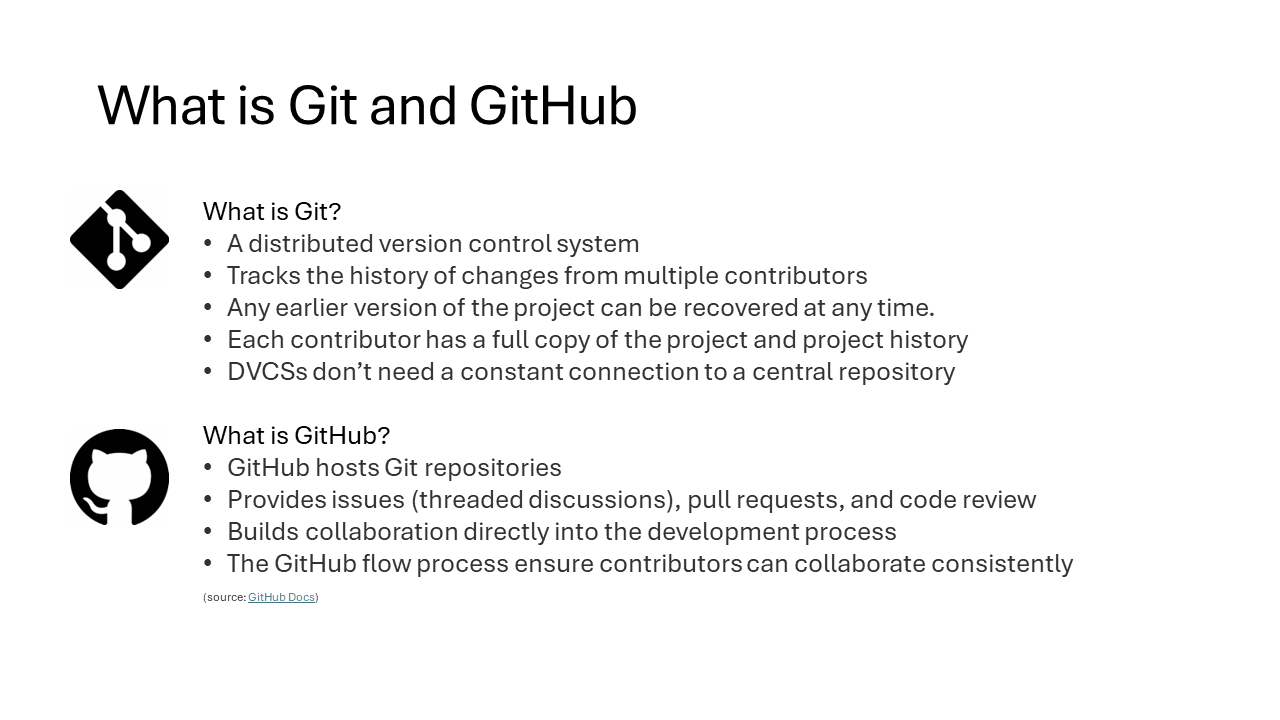 What is Git and GitHub
What is Git?
• A distributed version control system
• Tracks the history of changes from multiple contributors
• Any earlier version of the project can be recovered at any time.
• Each contributor has a full copy of the project and project history
• DVCSs don’t need a constant connection to a central repository
What is GitHub?
• GitHub hosts Git repositories
• Provides issues (threaded discussions), pull requests, and code review
• Builds collaboration directly into the development process
• The GitHub flow process ensure contributors can collaborate consistently
(source: GitHub Docs)